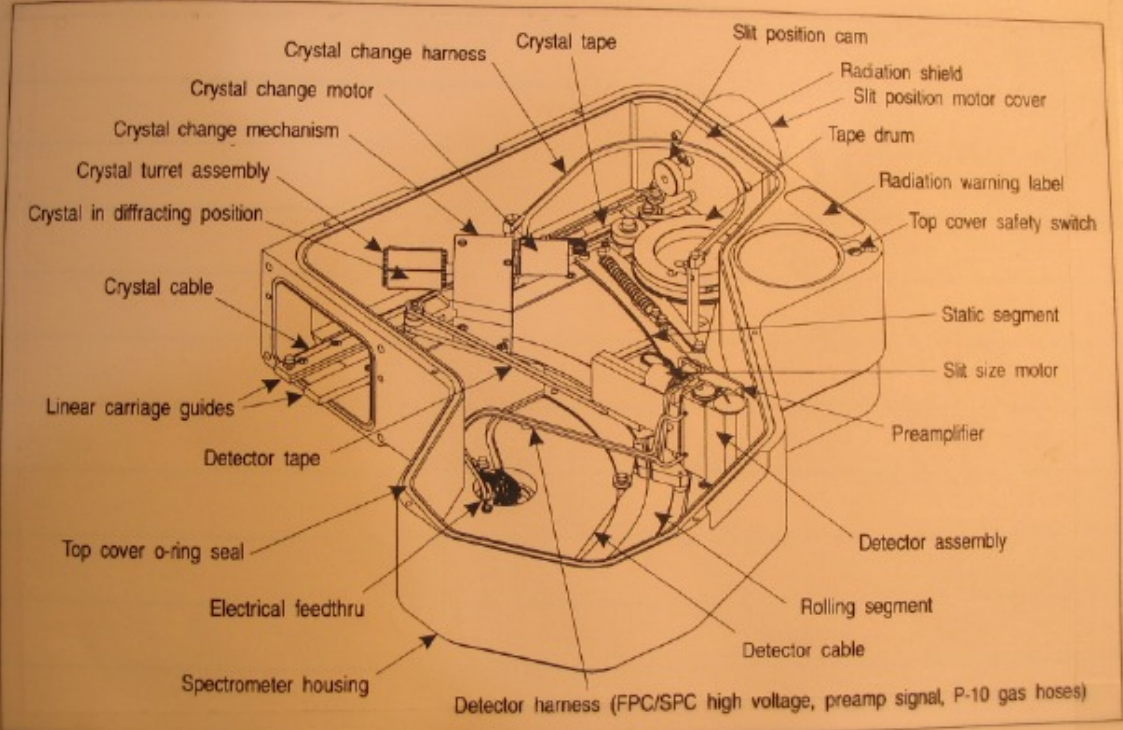 Slit position cam
Crystal tape
Crystal change harness
Radiation shield
Crystal change motor
Slit position motor cover
Crystal change mechanism
Tape drum
Crystal turret assembly
Radiation warning label
Crystal in diffracting position
Top cover safety switch
Crystal cable
Static segment
Slit size motor
Linear carriage guides
Preamplifier
Detector tape
Top cover o-ring seal
Detector assembly
Electrical feedthru
Rolling segment
Detector cable
Spectrometer housing
Detector harness (FPC/SPC high voltage, preamp signal, P-10 gas hoses)